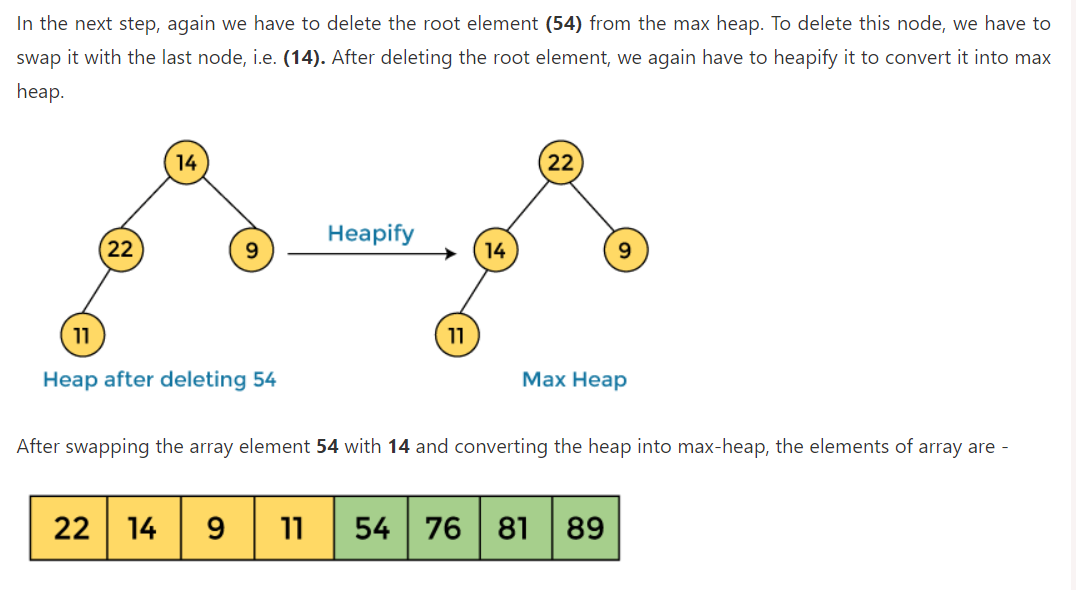 In the next step, again we have to delete the root element (54) from the max heap. To delete this node, we have to
swap it with the last node, i.e. (14). After deleting the root element, we again have to heapify it to convert it into max
heap.
14
22
9
11
Heap after deleting 54
Heapify
22
14
9
11
Max Heap
After swapping the array element 54 with 14 and converting the heap into max-heap, the elements of array are -
22 14 9 11 54 76 81 89